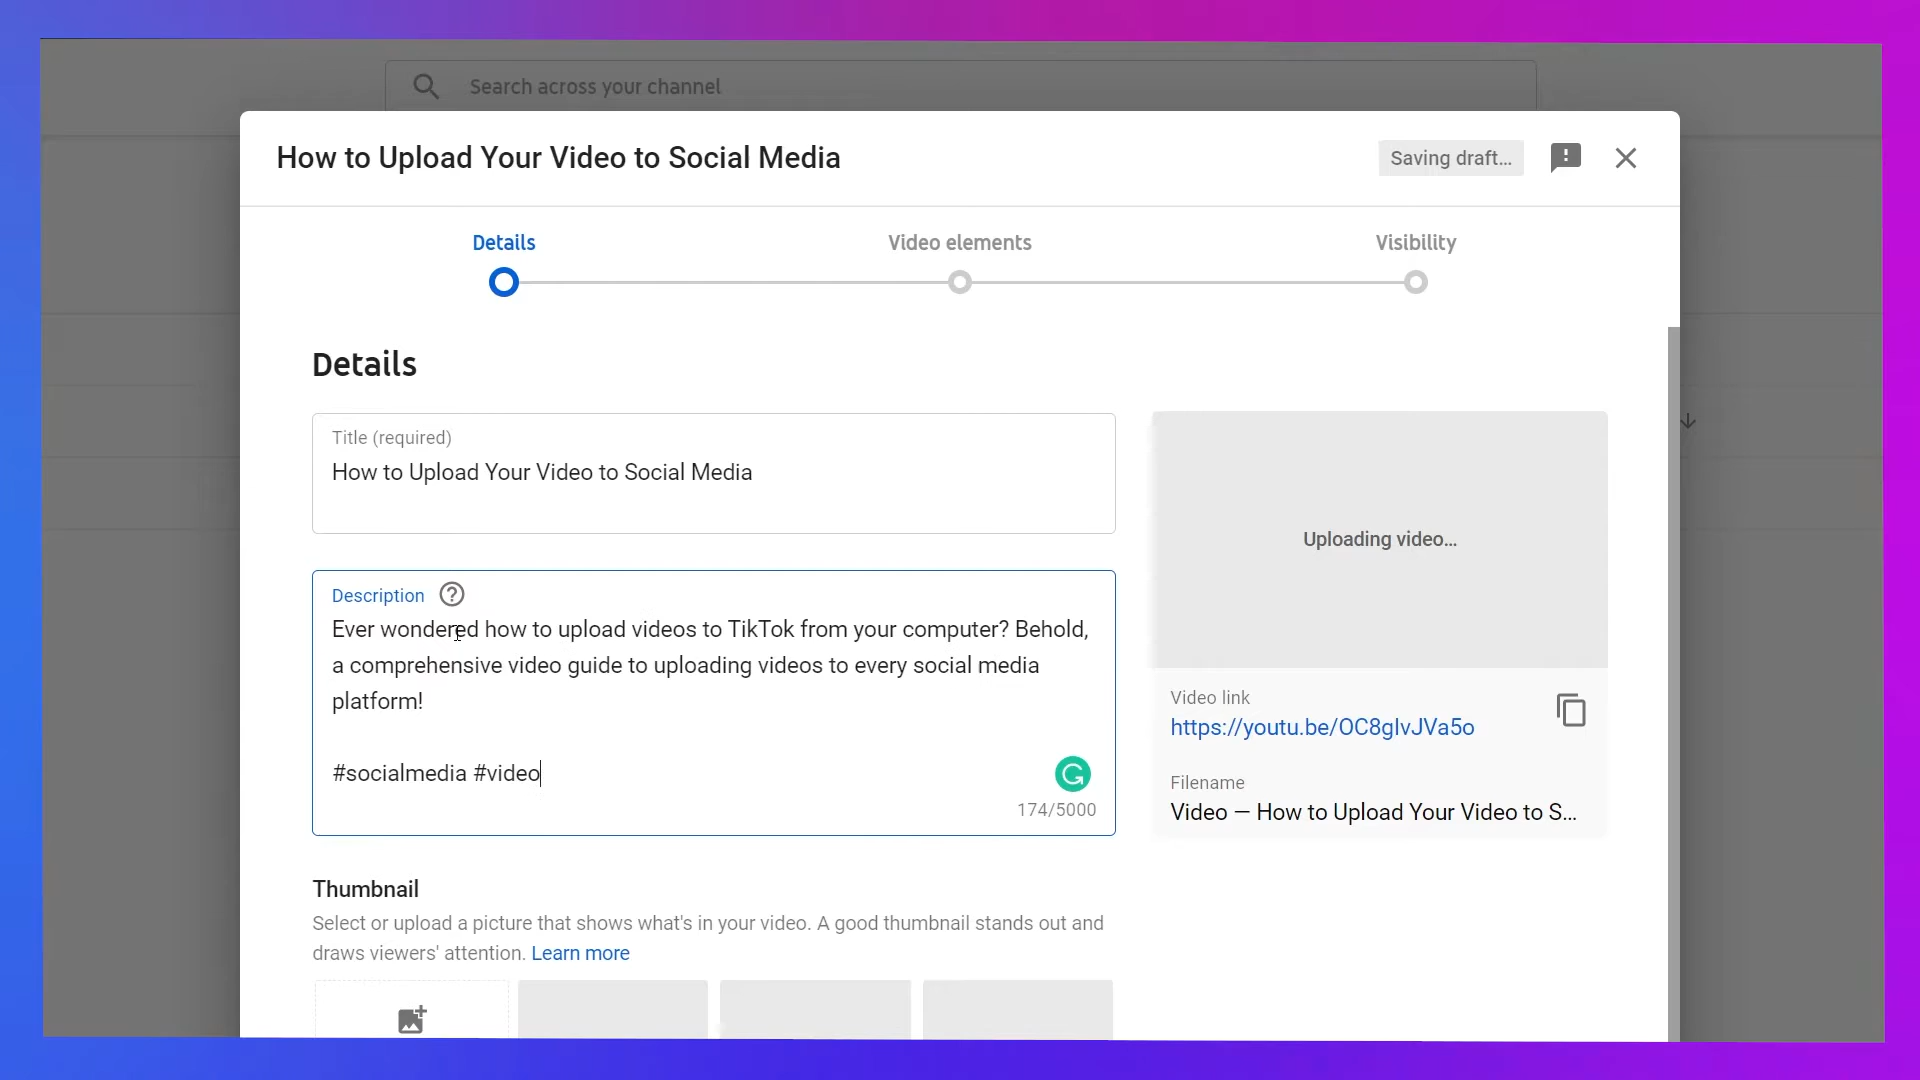 Search across your channel
How to Upload Your Video to Social Media
Saving draft...
Details
Video elements
Visibility
Details
Title (required)
How to Upload Your Video to Social Media
Description
Ever wondered how to upload videos to TikTok from your computer? Behold,
a comprehensive video guide to uploading videos to every social media
platform!
#socialmedia #video
174/5000
Uploading video...
Video link
https://youtu.be/OC8gIvJVa5o
Filename
Video — How to Upload Your Video to S...
Thumbnail
Select or upload a picture that shows what's in your video. A good thumbnail stands out and
draws viewers' attention. Learn more